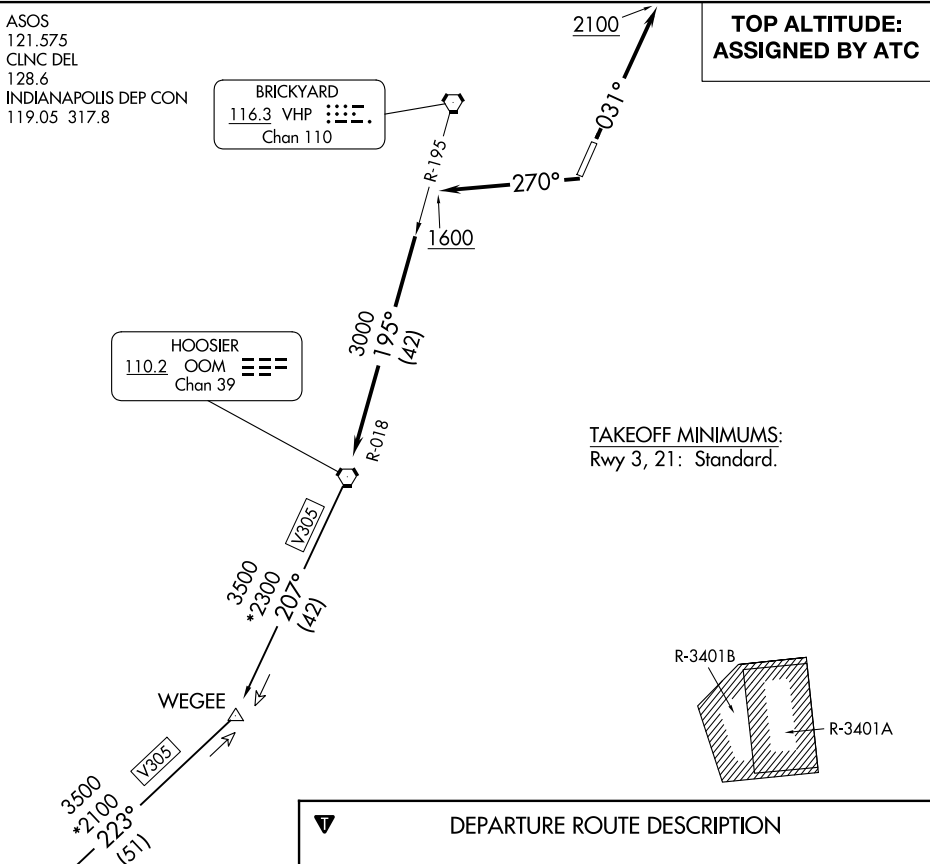 ASOS
121.575
CLNC DEL
128.6
INDIANAPOLIS DEP CON
119.05 317.8
TOP ALTITUDE:
ASSIGNED BY ATC
2100
BRICKYARD
116.3 VHP
Chan 110
031°
R-195
270°
1600
3000
195°
(42)
HOOSIER
110.2 OOM
Chan 39
R-018
TAKEOFF MINIMUMS:
Rwy 3, 21: Standard.
V305
3500
*2300
207°
(42)
R-3401B
R-3401A
WEGEE
V305
3500
*2100
223°
(51)
T
DEPARTURE ROUTE DESCRIPTION